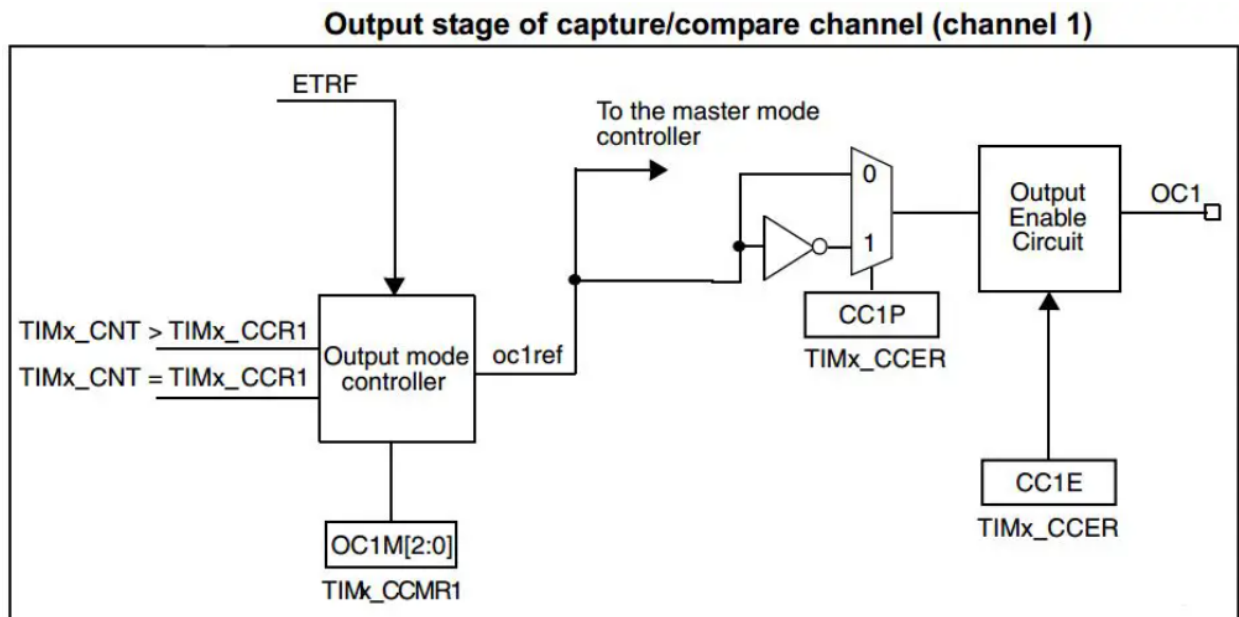 Output stage of capture/compare channel (channel 1)
ETRF
To the master mode
controller
0
1
Output
Enable
Circuit
OC1
CC1P
TIMx_CCER
TIMx_CNT > TIMx_CCR1
TIMx_CNT = TIMx_CCR1
Output mode
controller
oc1ref
CC1E
TIMx_CCER
OC1M[2:0]
TIMx_CCMR1